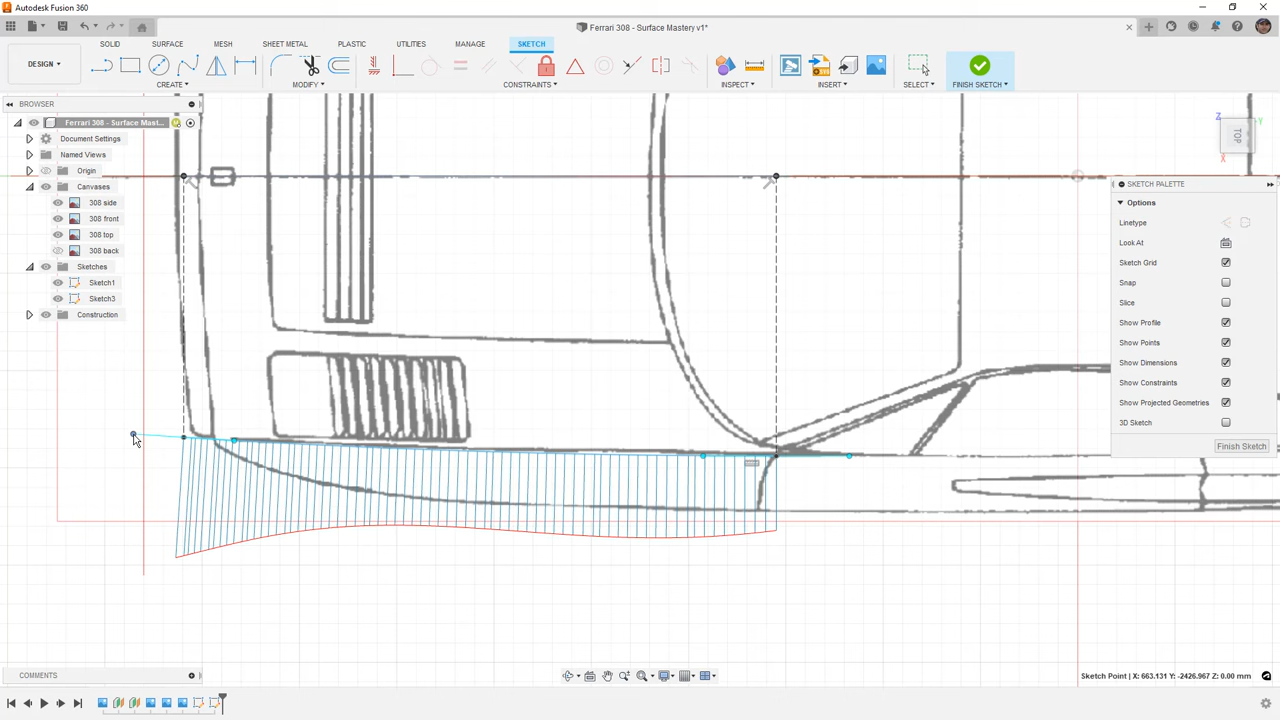 Autodesk Fusion 360
Ferrari 308 - Surface Mastery v1*
SOLID SURFACE MESH SHEET METAL PLASTIC UTILITIES MANAGE SKETCH
DESIGN
CREATE MODIFY CONSTRAINTS INSPECT INSERT SELECT FINISH SKETCH
BROWSER
Ferrari 308 - Surface Mast...
Document Settings
Named Views
Origin
Canvases
308 side
308 front
308 top
308 back
Sketches
Sketch1
Sketch3
Construction
Z
Y
TOP
X
SKETCH PALETTE
Options
Linetype
Look At
Sketch Grid
Snap
Slice
Show Profile
Show Points
Show Dimensions
Show Constraints
Show Projected Geometries
3D Sketch
Finish Sketch
COMMENTS
Sketch Point | X: 663.131 Y: -2426.967 Z: 0.00 mm